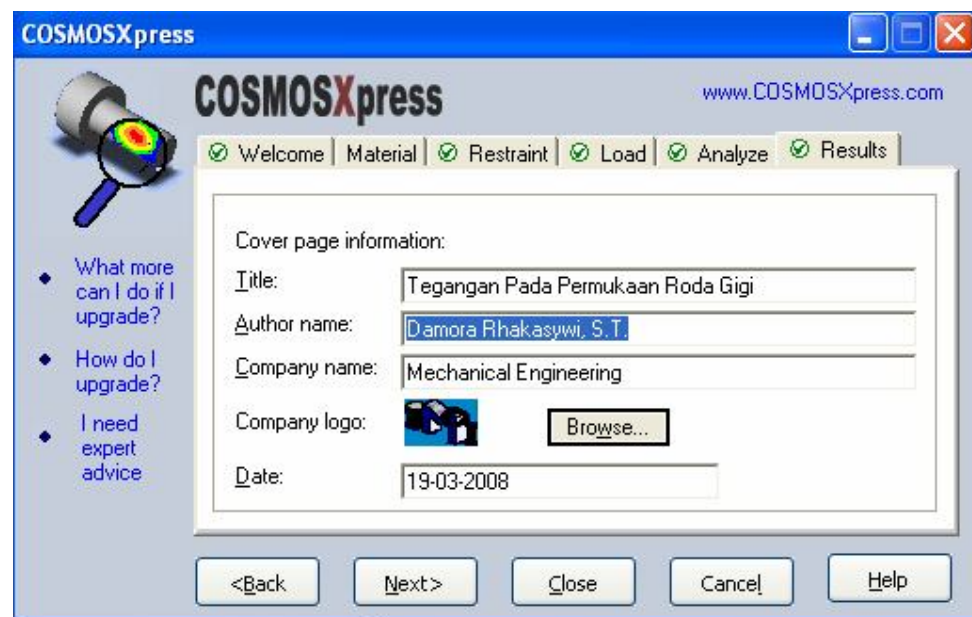 COSMOSXpress
COSMOSXpress
www.COSMOSXpress.com
Welcome Material Restraint Load Analyze Results
What more
can I do if I
upgrade?
How do I
upgrade?
I need
expert
advice
Cover page information:
Title: Tegangan Pada Permukaan Roda Gigi
Author name: Damora Rhakasywi, S.T.
Company name: Mechanical Engineering
Company logo: Browse...
Date: 19-03-2008
<Back Next> Close Cancel Help